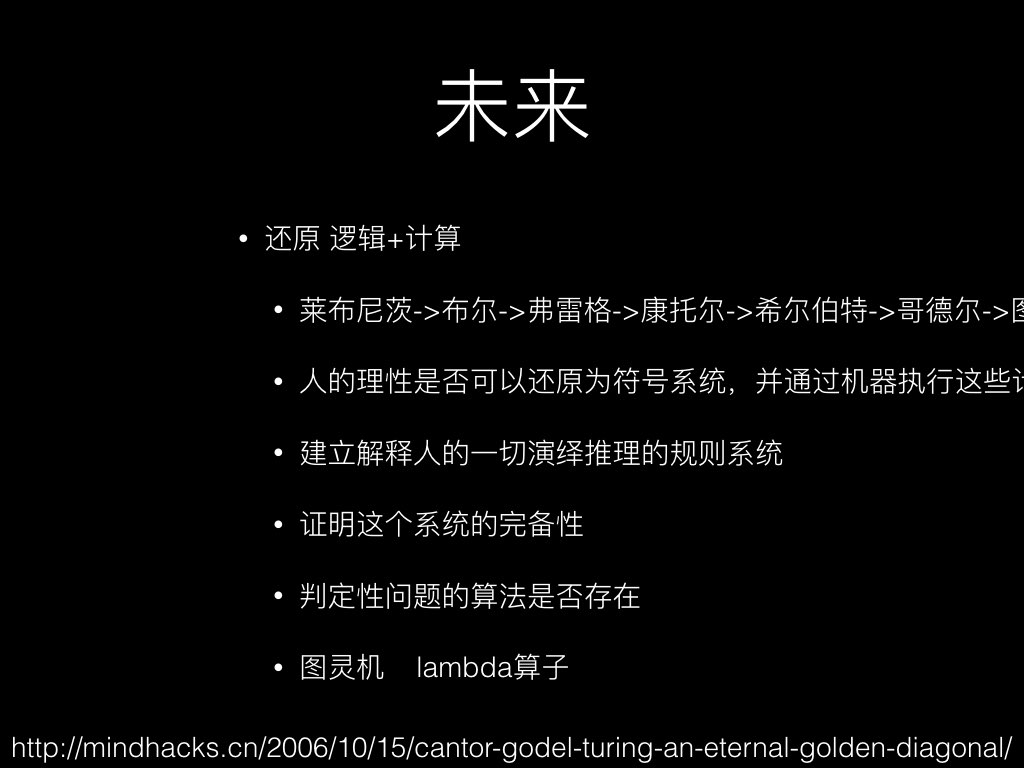 未来
• 还原 逻辑+计算
• 莱布尼茨->布尔->弗雷格->康托尔->希尔伯特->哥德尔->
• 人的理性是否可以还原为符号系统，并通过机器执行这些
• 建立解释人的一切演绎推理的规则系统
• 证明这个系统的完备性
• 判定性问题的算法是否存在
• 图灵机 lambda算子
http://mindhacks.cn/2006/10/15/cantor-godel-turing-an-eternal-golden-diagonal/